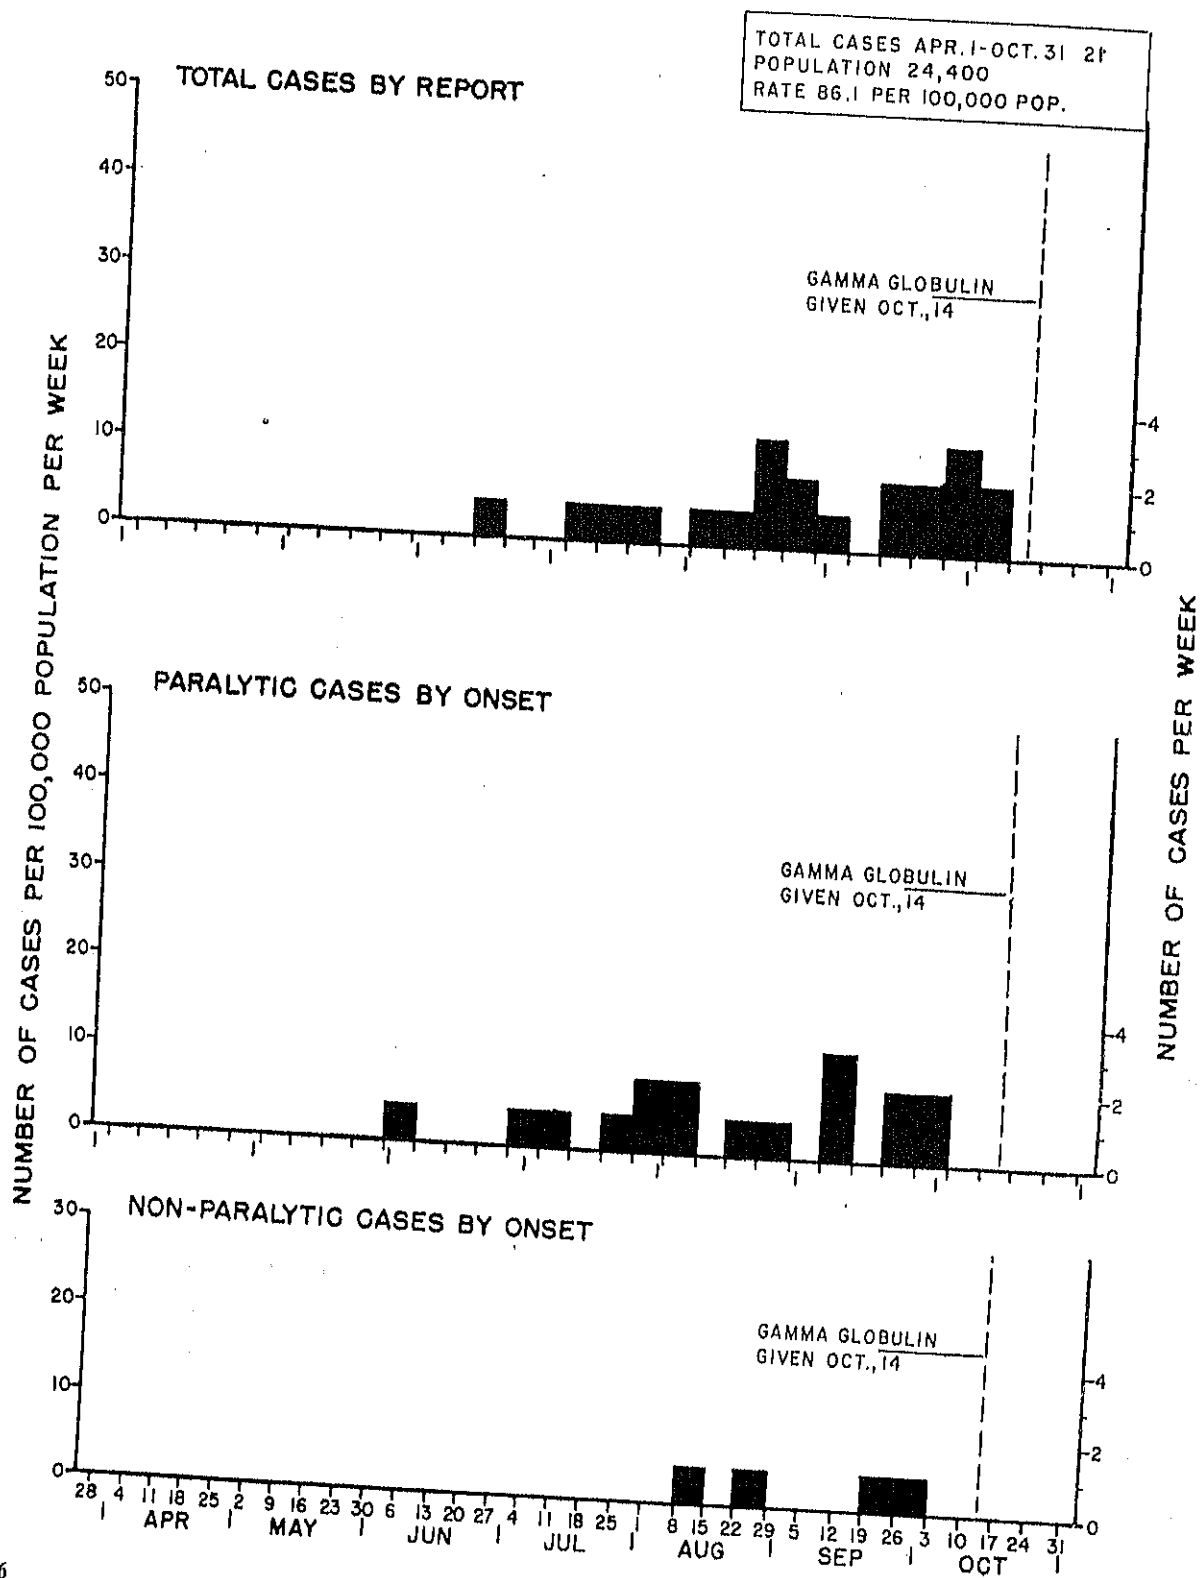 TOTAL CASES APR. 1-OCT. 31 21
POPULATION 24,400
RATE 86.1 PER 100,000 POP.
TOTAL CASES BY REPORT
50
40
30
20
10
0
GAMMA GLOBULIN
GIVEN OCT., 14
4
2
0
NUMBER OF CASES PER 100,000 POPULATION PER WEEK
NUMBER OF CASES PER WEEK
PARALYTIC CASES BY ONSET
50
40
30
20
10
0
GAMMA GLOBULIN
GIVEN OCT., 14
4
2
0
NON-PARALYTIC CASES BY ONSET
30
20
10
0
GAMMA GLOBULIN
GIVEN OCT., 14
4
2
0
28 4 11 18 25 2 9 16 23 30 6 13 20 27 4 11 18 25 1 8 15 22 29 5 12 19 26 3 10 17 24 31
APR MAY JUN JUL AUG SEP OCT